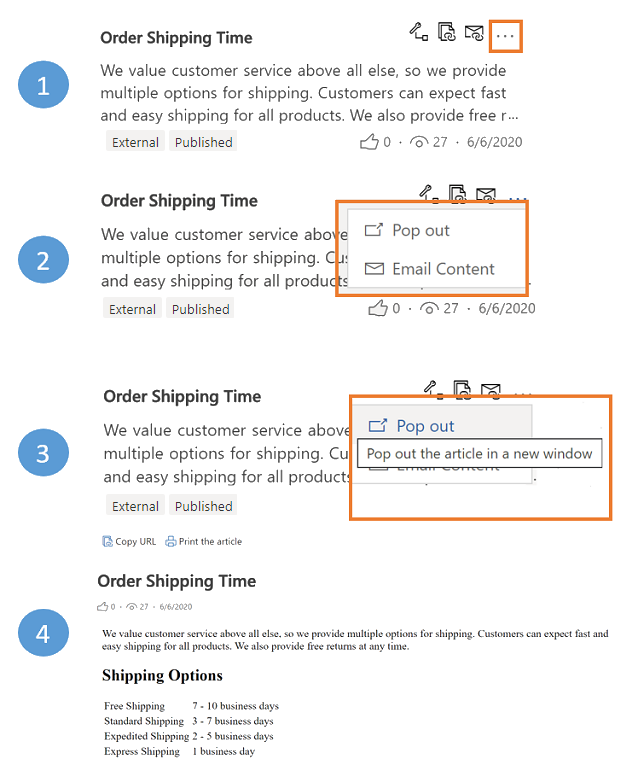 Order Shipping Time
...
1
We value customer service above all else, so we provide
multiple options for shipping. Customers can expect fast
and easy shipping for all products. We also provide free r...
External Published 0 · 27 · 6/6/2020
Order Shipping Time
2
We value customer service above
Pop out
multiple options for shipping. Cu
Email Content
and easy shipping for all products
External Published 0 · 27 · 6/6/2020
Order Shipping Time
3
We value customer service above
Pop out
multiple options for shipping. Cu
Pop out the article in a new window
Email Content
and easy shipping for all products
External Published
Copy URL Print the article
4
Order Shipping Time
0 · 27 · 6/6/2020
We value customer service above all else, so we provide multiple options for shipping. Customers can expect fast and
easy shipping for all products. We also provide free returns at any time.
Shipping Options
Free Shipping 7 - 10 business days
Standard Shipping 3 - 7 business days
Expedited Shipping 2 - 5 business days
Express Shipping 1 business day